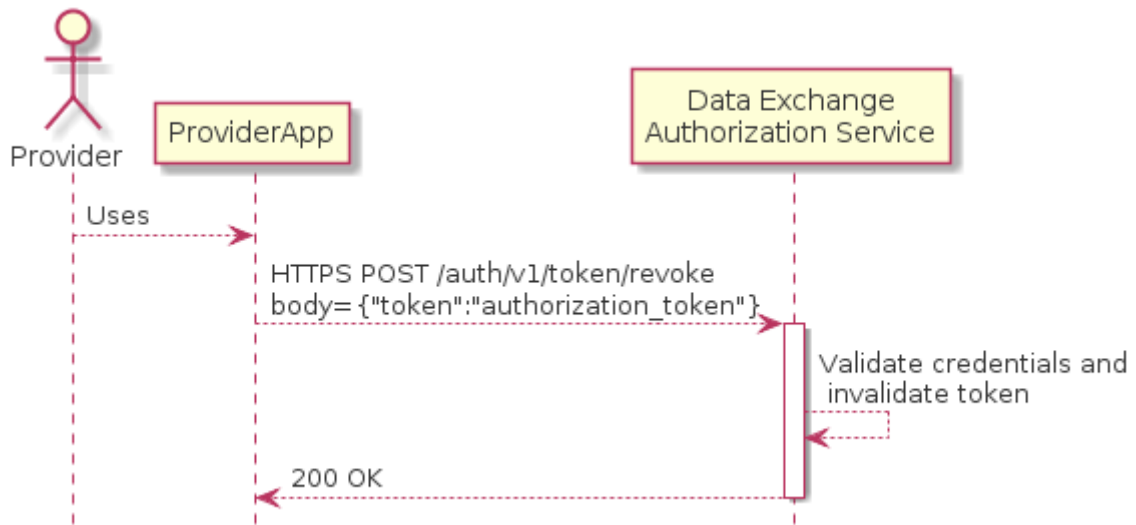 Data Exchange
Authorization Service
ProviderApp
Provider
Uses
HTTPS POST /auth/v1/token/revoke
body={"token":"authorization_token"}
Validate credentials and
invalidate token
200 OK